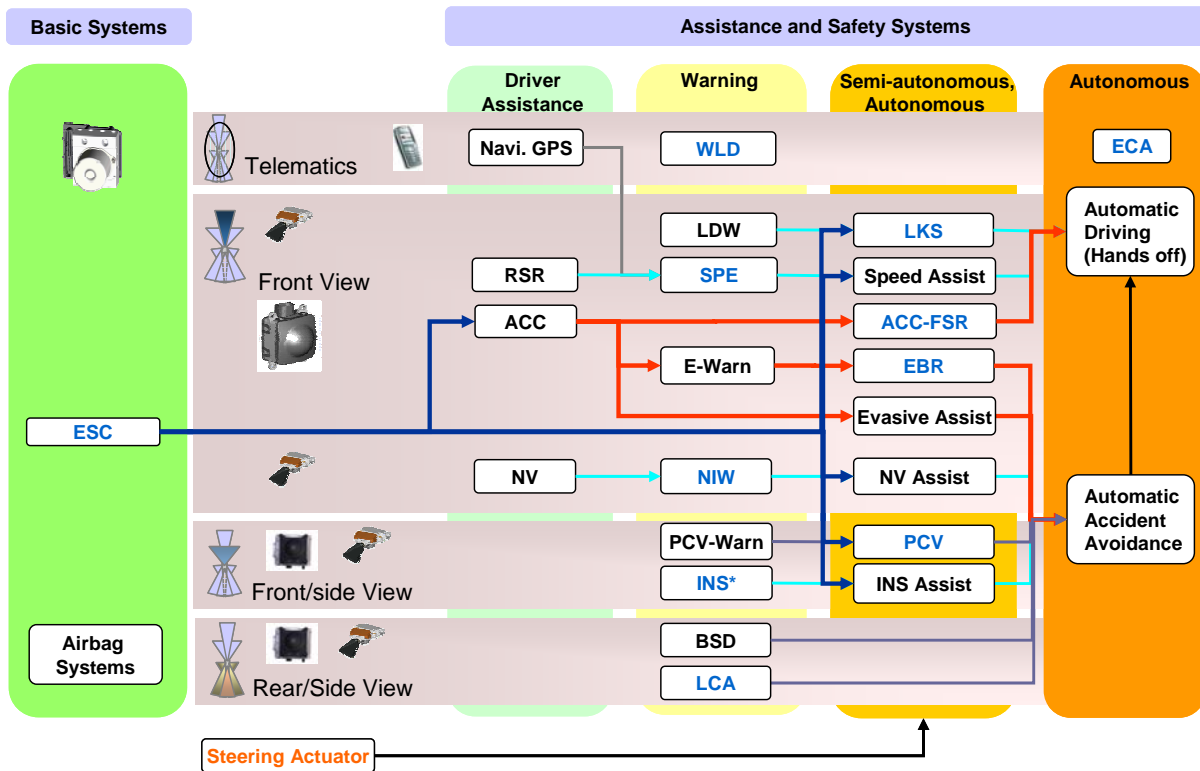 Basic Systems
Assistance and Safety Systems
Driver
Assistance
Warning
Semi-autonomous,
Autonomous
Autonomous
Telematics
Navi. GPS
WLD
ECA
Front View
LDW
LKS
Automatic
Driving
(Hands off)
RSR
SPE
Speed Assist
ACC
ACC-FSR
E-Warn
EBR
Evasive Assist
ESC
NV
NIW
NV Assist
Automatic
Accident
Avoidance
Front/side View
PCV-Warn
PCV
INS*
INS Assist
Airbag
Systems
Rear/Side View
BSD
LCA
Steering Actuator